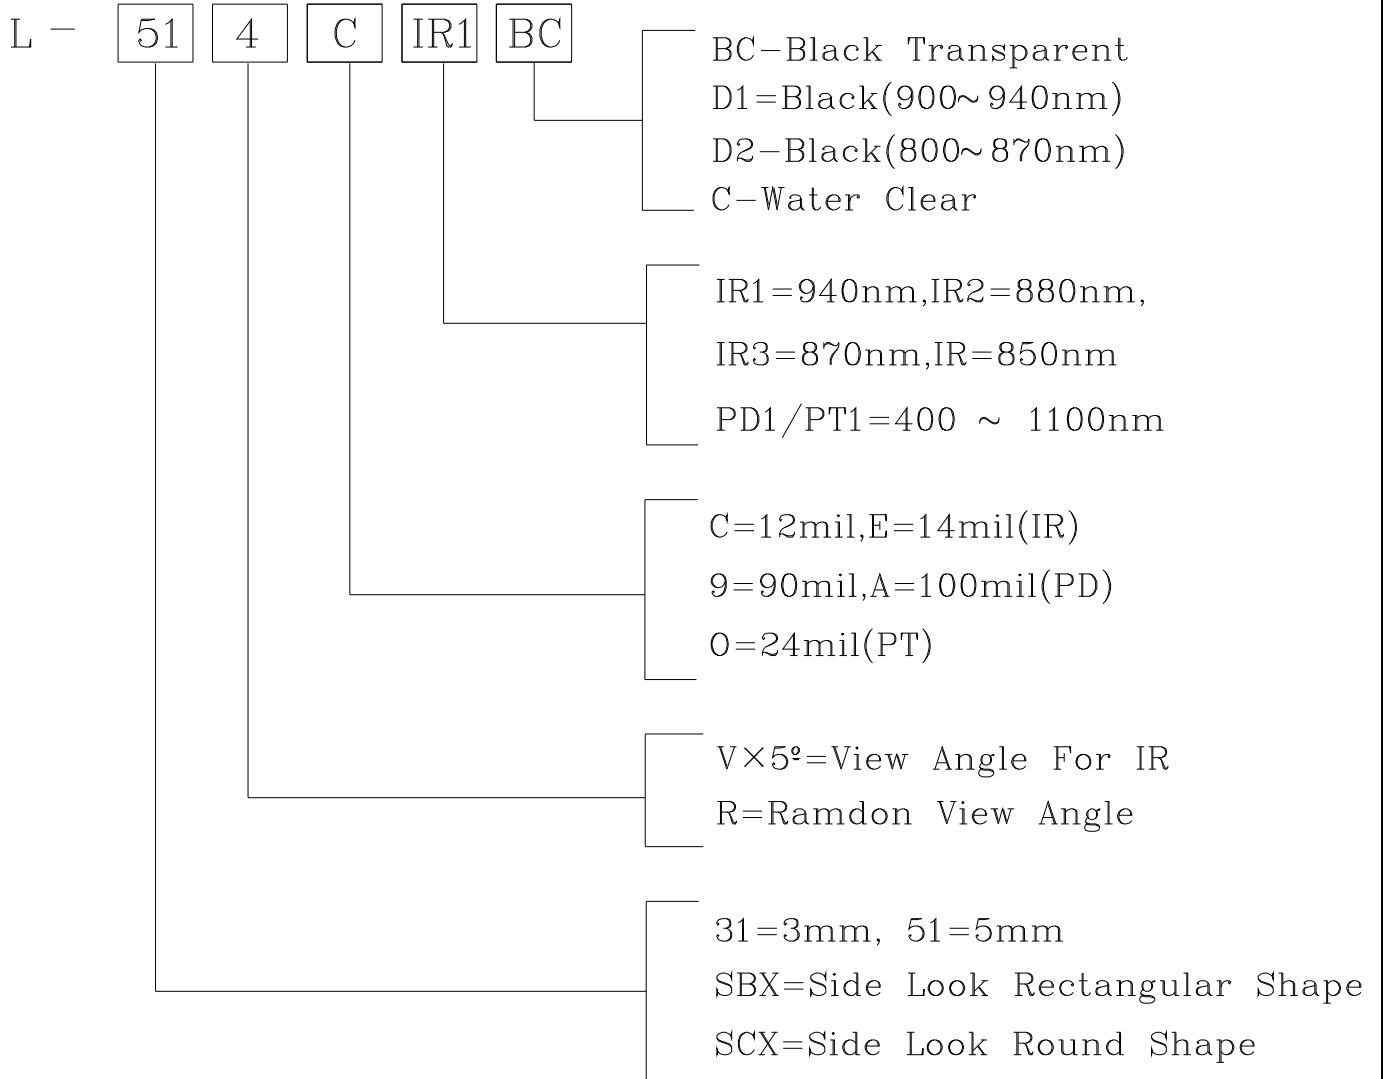 L - 51 4 C IR1 BC
BC-Black Transparent
D1=Black(900~940nm)
D2-Black(800~870nm)
C-Water Clear
IR1=940nm,IR2=880nm,
IR3=870nm,IR=850nm
PD1/PT1=400 ~ 1100nm
C=12mil,E=14mil(IR)
9=90mil,A=100mil(PD)
O=24mil(PT)
V×5º=View Angle For IR
R=Ramdon View Angle
31=3mm, 51=5mm
SBX=Side Look Rectangular Shape
SCX=Side Look Round Shape